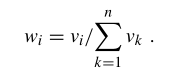 w_i = v_i / \sum_{k=1}^{n} v_k .